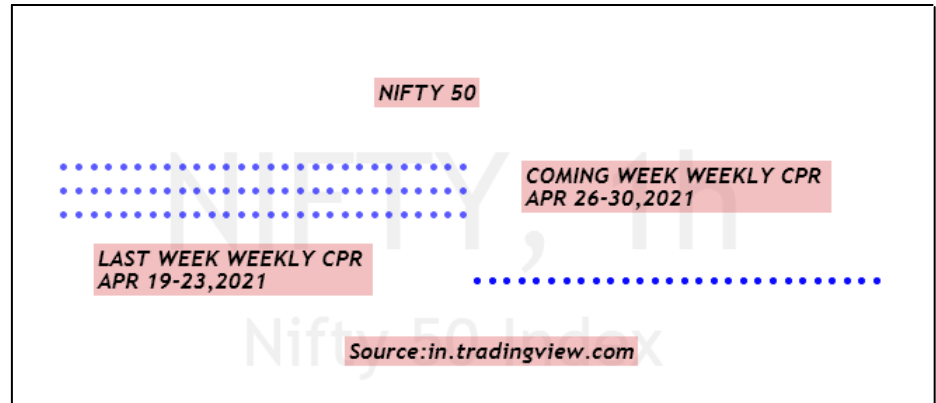 NIFTY 50
NIFTY, 1h
COMING WEEK WEEKLY CPR
APR 26-30,2021
LAST WEEK WEEKLY CPR
APR 19-23,2021
Nifty 50 Index
Source:in.tradingview.com